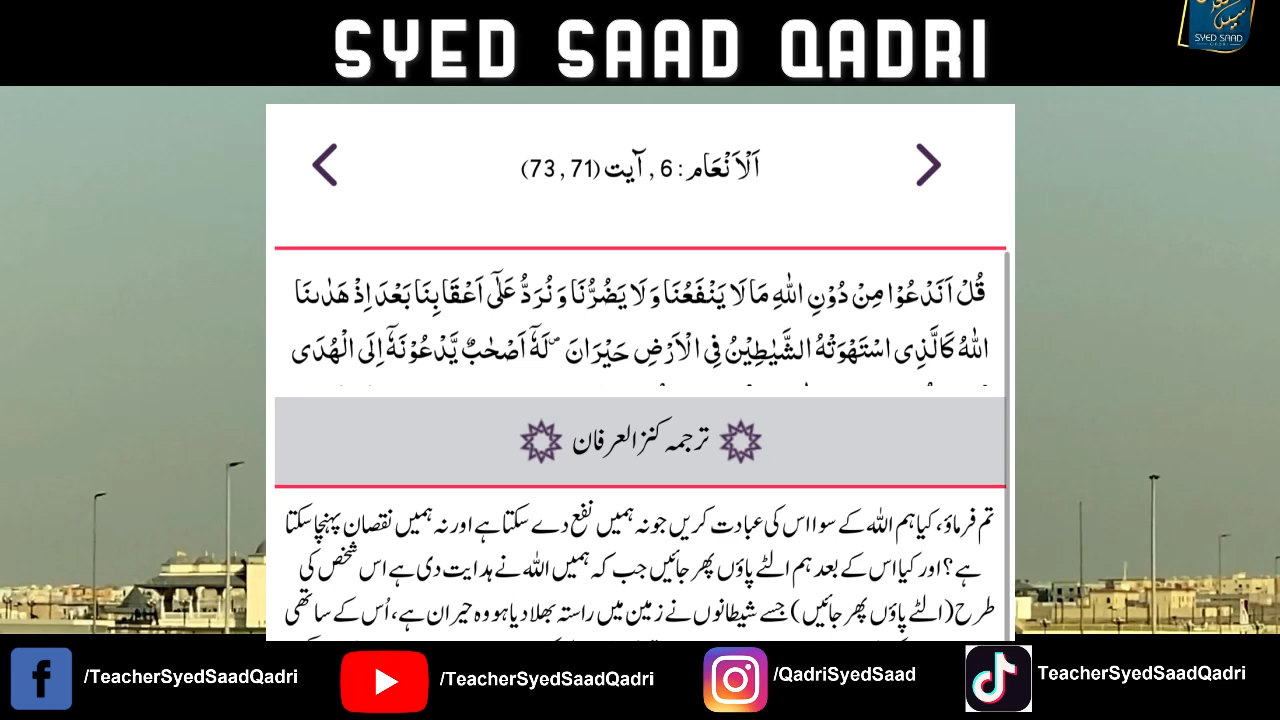 SYED SAAD QADRI
SYED SAAD
QADRI
اَلْاَنْعَام : 6 , آیت (71 , 73)
قُلْ اَنَدْعُوْا مِنْ دُوْنِ اللّٰهِ مَا لَا یَنْفَعُنَا وَ لَا یَضُرُّنَا وَ نُرَدُّ عَلٰۤى اَعْقَابِنَا بَعْدَ اِذْ هَدٰىنَا
اللّٰهُ كَالَّذِی اسْتَهْوَتْهُ الشَّیٰطِیْنُ فِی الْاَرْضِ حَیْرَانَ ۪-لَهٗۤ اَصْحٰبٌ یَّدْعُوْنَهٗۤ اِلَى الْهُدَى
ترجمہ کنزالعرفان
تم فرماؤ، کیا ہم اللہ کے سوا اس کی عبادت کریں جو نہ ہمیں نفع دے سکتا ہے اور نہ ہمیں نقصان پہنچا سکتا
ہے؟ اور کیا اس کے بعد ہم الٹے پاؤں پھر جائیں جب کہ ہمیں اللہ نے ہدایت دی ہے اس شخص کی
طرح (الٹے پاؤں پھر جائیں) جسے شیطانوں نے زمین میں راستہ بھلا دیا ہو وہ حیران ہے، اُس کے ساتھی
/TeacherSyedSaadQadri
/TeacherSyedSaadQadri
/QadriSyedSaad
TeacherSyedSaadQadri